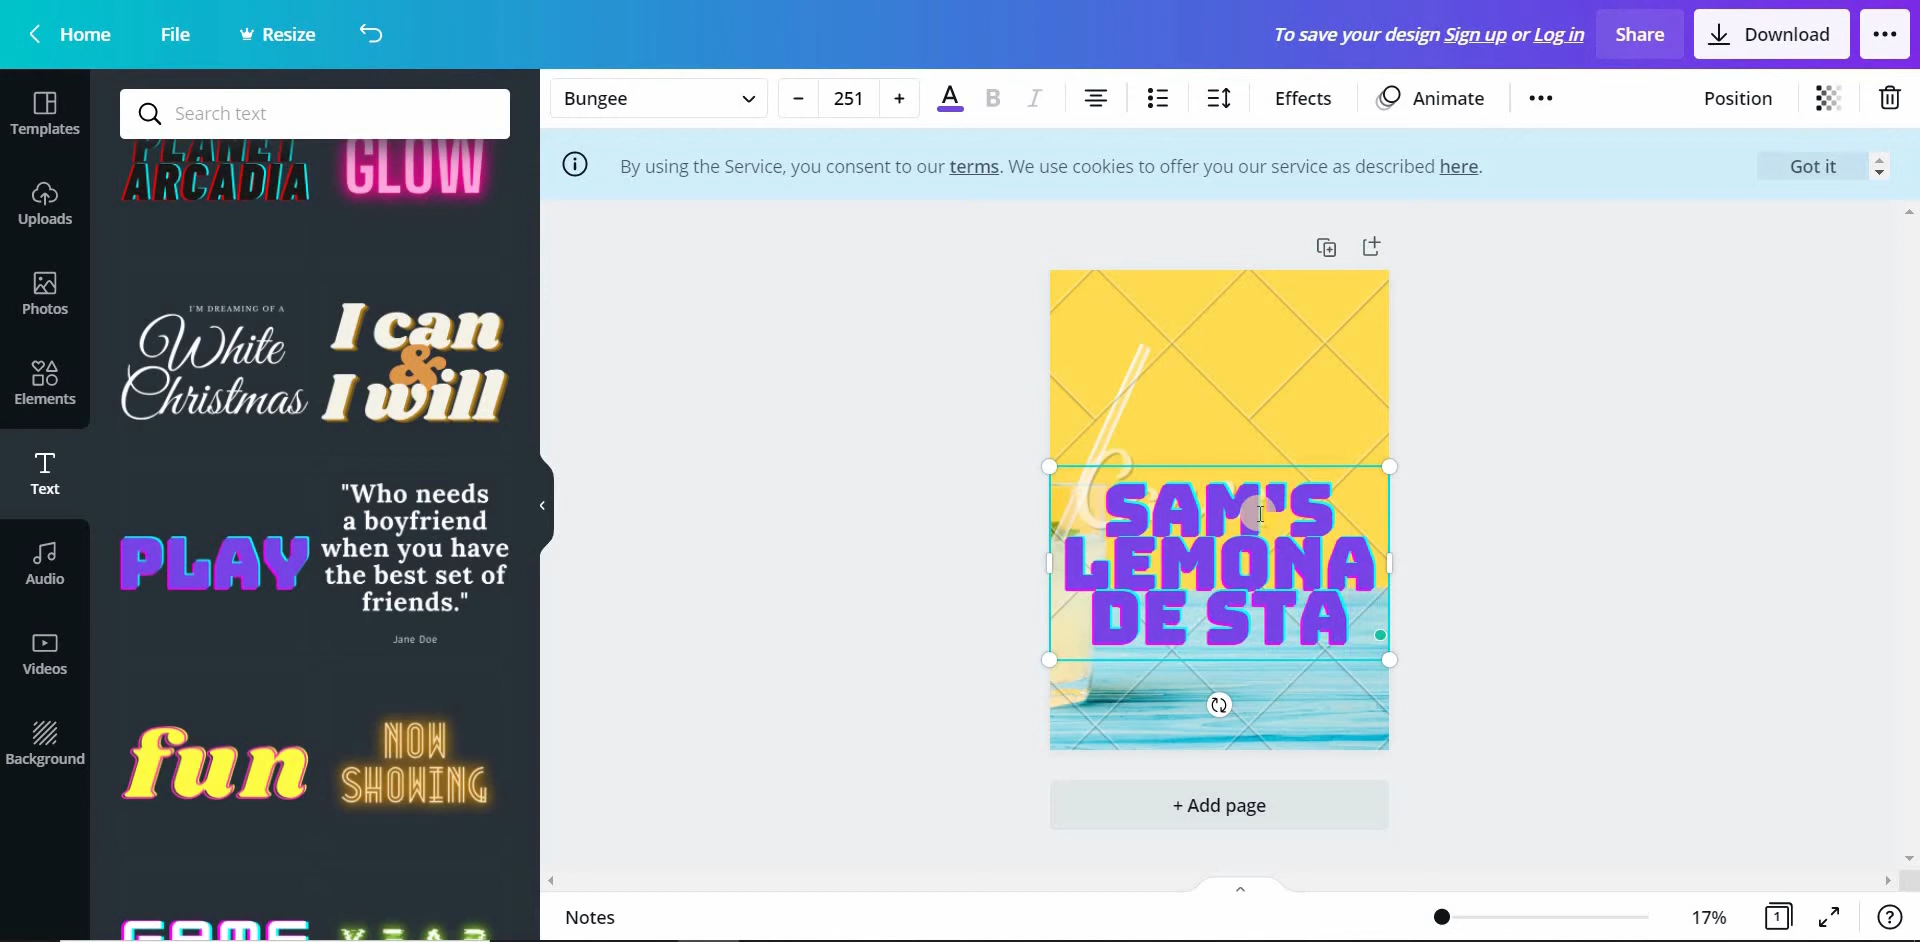 Home File Resize To save your design Sign up or Log in Share Download
Templates
Uploads
Photos
Elements
Text
Audio
Videos
Background
Search text
PLANET
ARCADIA
GLOW
I'M DREAMING OF A
White
Christmas
I can
&
I will
PLAY
"Who needs
a boyfriend
when you have
the best set of
friends."
Jane Doe
fun
NOW
SHOWING
GAME
YEAR
Bungee 251 A B I Effects Animate Position
By using the Service, you consent to our terms. We use cookies to offer you our service as described here. Got it
SAM'S
LEMONA
DE STA
+ Add page
Notes 17% 1 ?